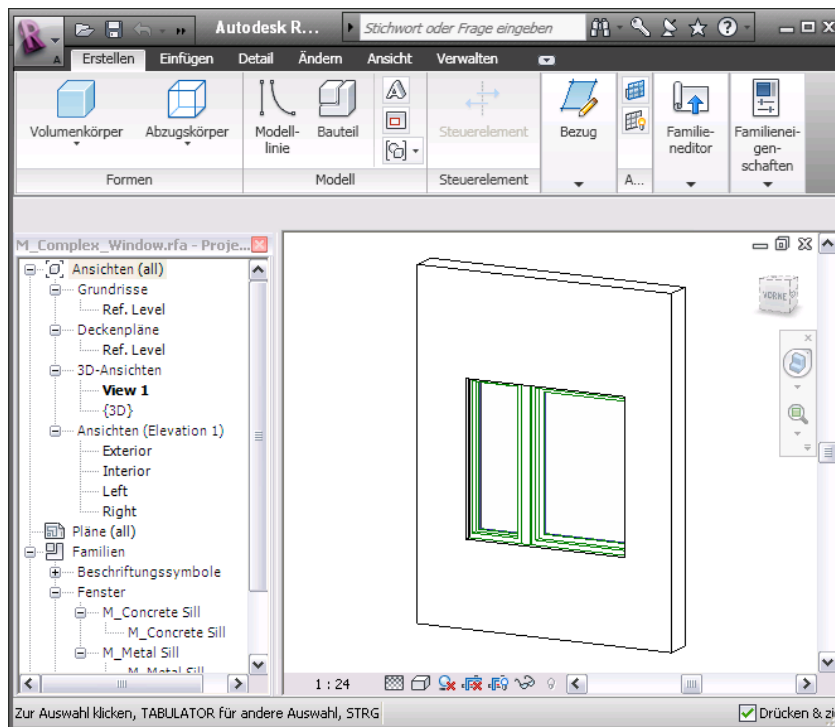 Autodesk R...
Stichwort oder Frage eingeben
A
Erstellen Einfügen Detail Ändern Ansicht Verwalten
Volumenkörper Abzugskörper
Modell-
linie
Bauteil
Steuerelement
Bezug
Familie-
neditor
Familienei-
gen-
schaften
Formen Modell Steuerelement A...
M_Complex_Window.rfa - Proje...
Ansichten (all)
Grundrisse
Ref. Level
Deckenpläne
Ref. Level
3D-Ansichten
View 1
{3D}
Ansichten (Elevation 1)
Exterior
Interior
Left
Right
Pläne (all)
Familien
Beschriftungssymbole
Fenster
M_Concrete Sill
M_Concrete Sill
M_Metal Sill
M_Metal Sill
VORNE
1 : 24
Zur Auswahl klicken, TABULATOR für andere Auswahl, STRG
Drücken & zi